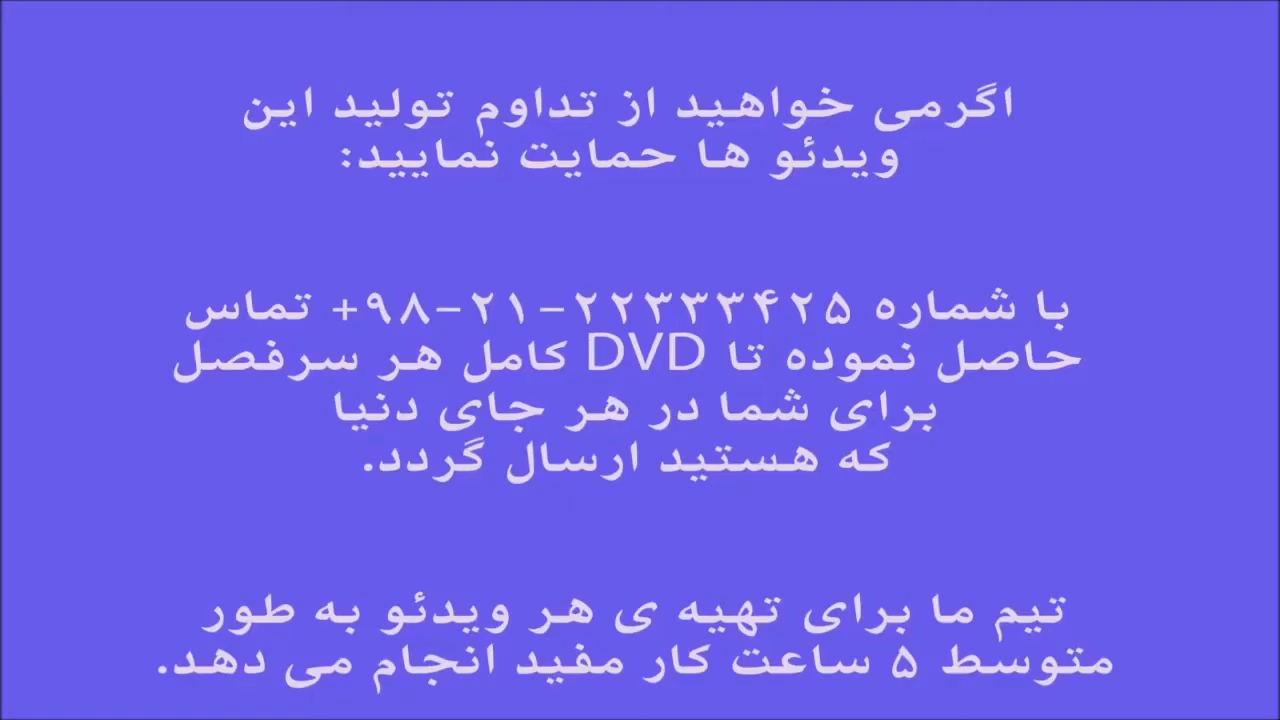 اگرمی خواهید از تداوم تولید این
ویدئو ها حمایت نمایید:
با شماره ۲۲۳۳۳۴۲۵-۲۱-۹۸+ تماس
حاصل نموده تا DVD کامل هر سرفصل
برای شما در هر جای دنیا
که هستید ارسال گردد.
تیم ما برای تهیه ی هر ویدئو به طور
متوسط ۵ ساعت کار مفید انجام می دهد.